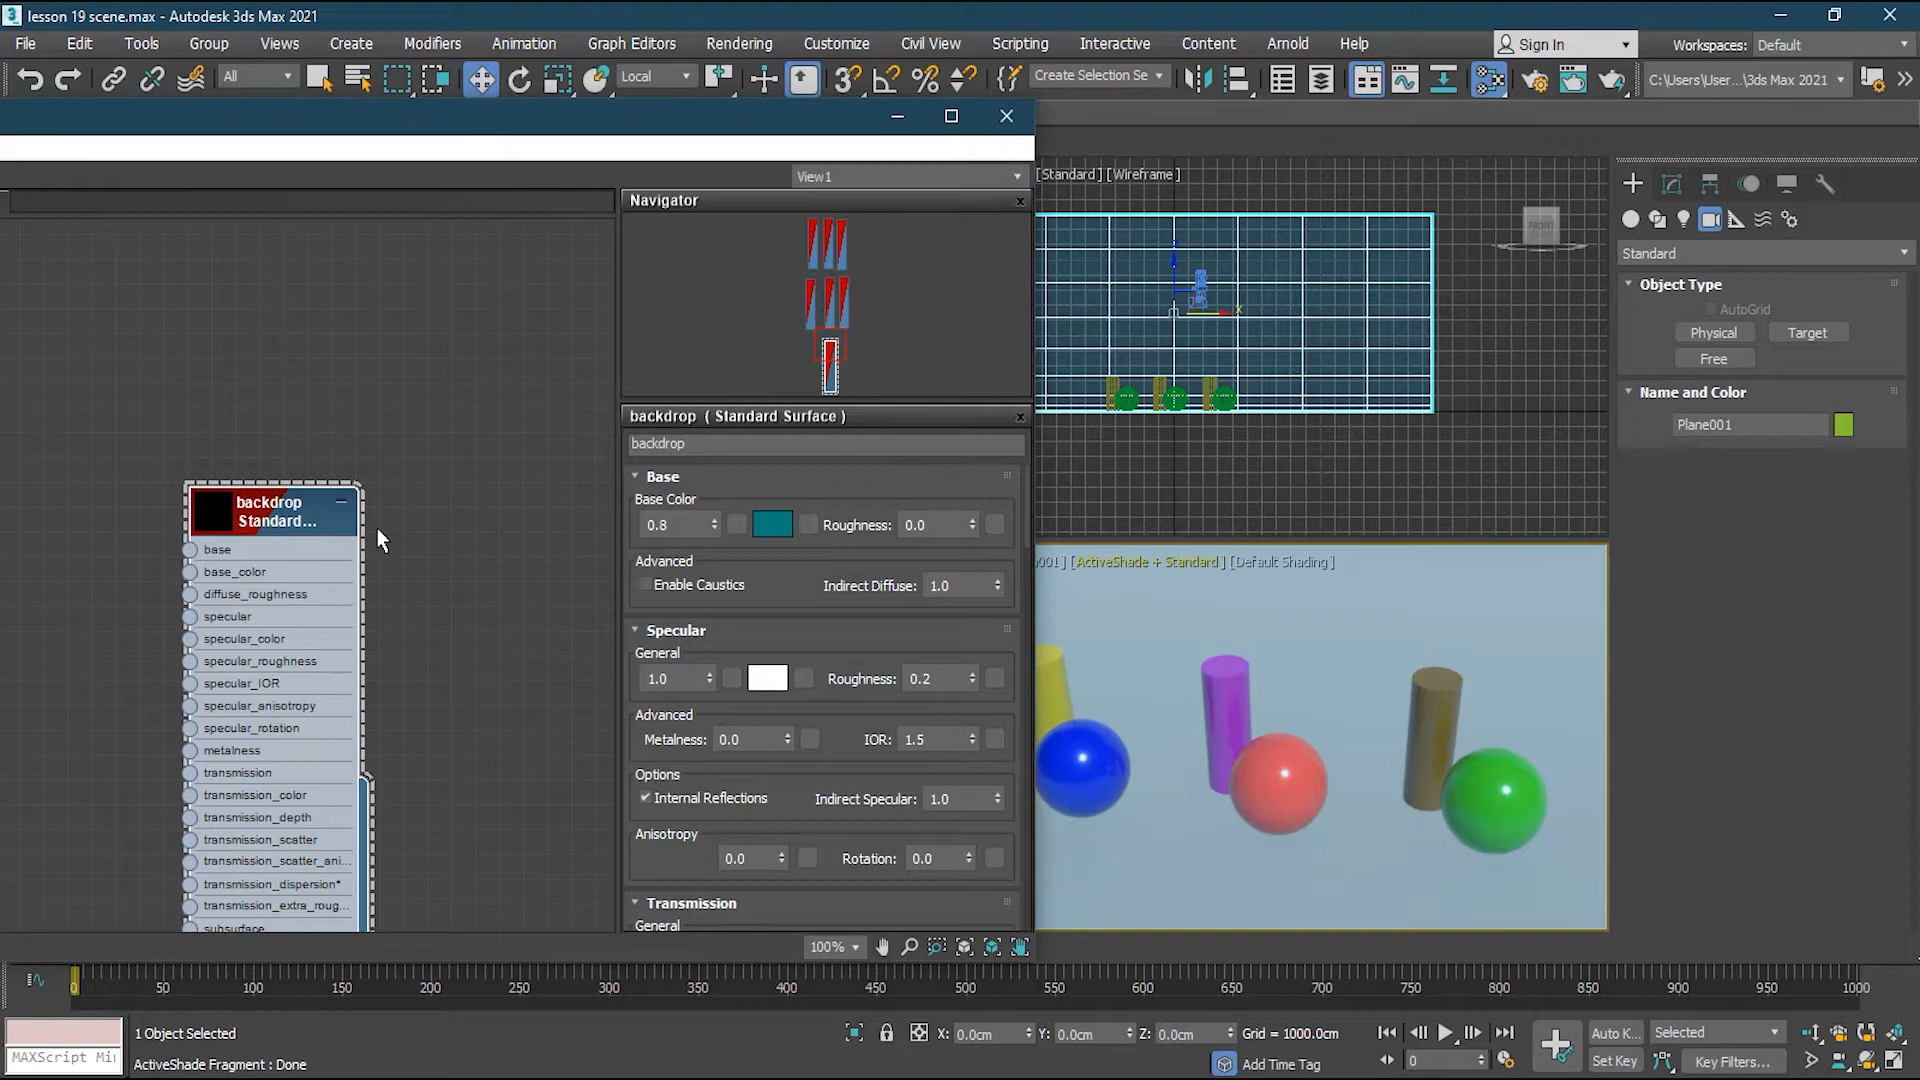 lesson 19 scene.max - Autodesk 3ds Max 2021
File Edit Tools Group Views Create Modifiers Animation Graph Editors Rendering Customize Civil View Scripting Interactive Content Arnold Help Sign In Workspaces: Default
All Local Create Selection Se C:\Users\User...\3ds Max 2021
View1
Navigator
[Standard] [Wireframe]
FRONT
Standard
Object Type
AutoGrid
Physical Target
Free
Name and Color
Plane001
backdrop ( Standard Surface )
backdrop
Base
Base Color
0.8 Roughness: 0.0
Advanced
Enable Caustics Indirect Diffuse: 1.0
Specular
General
1.0 Roughness: 0.2
Advanced
Metalness: 0.0 IOR: 1.5
Options
Internal Reflections Indirect Specular: 1.0
Anisotropy
0.0 Rotation: 0.0
Transmission
General
backdrop
Standard...
base
base_color
diffuse_roughness
specular
specular_color
specular_roughness
specular_IOR
specular_anisotropy
specular_rotation
metalness
transmission
transmission_color
transmission_depth
transmission_scatter
transmission_scatter_ani...
transmission_dispersion*
transmission_extra_roug...
subsurface
001] [ActiveShade + Standard] [Default Shading]
100%
0 50 100 150 200 250 300 350 400 450 500 550 600 650 700 750 800 850 900 950 1000
1 Object Selected X: 0.0cm Y: 0.0cm Z: 0.0cm Grid = 1000.0cm Auto K... Selected
MAXScript Mi ActiveShade Fragment : Done Add Time Tag 0 Set Key Key Filters...